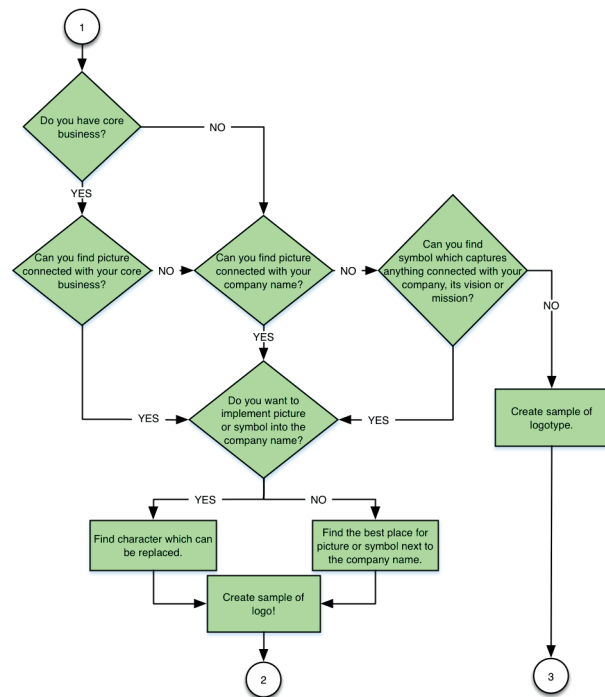 1
Do you have core
business?
NO
YES
Can you find picture
connected with your core
business?
NO
Can you find picture
connected with your
company name?
NO
Can you find
symbol which captures
anything connected with your
company, its vision or
mission?
NO
YES
Do you want to
implement picture
or symbol into the
company name?
YES
YES
Create sample of
logotype.
YES
NO
Find character which can
be replaced.
Find the best place for
picture or symbol next to
the company name.
Create sample of
logo!
2
3